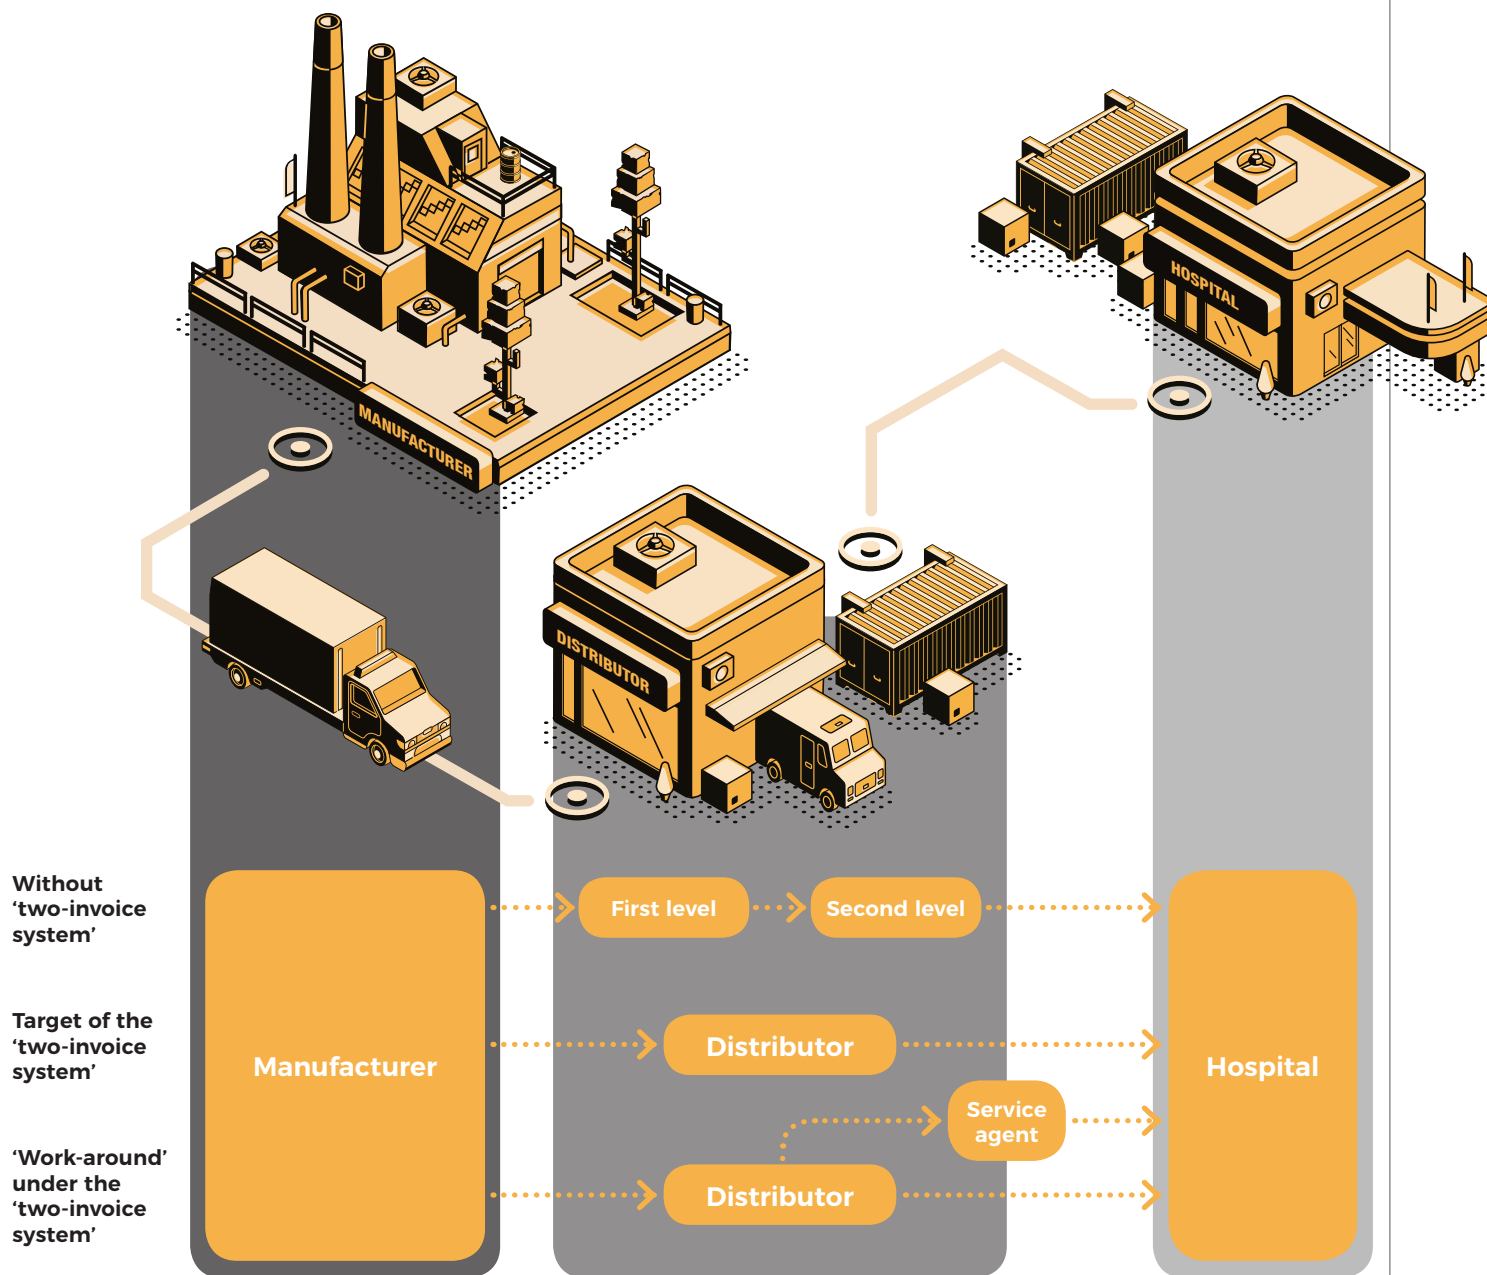 MANUFACTURER
HOSPITAL
DISTRIBUTOR
Without
‘two-invoice
system’
First level
Second level
Target of the
‘two-invoice
system’
Manufacturer
Distributor
Hospital
Service
agent
‘Work-around’
under the
‘two-invoice
system’
Distributor